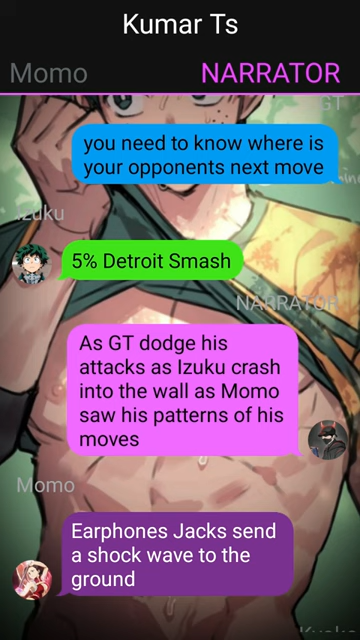 Kumar Ts
Momo
NARRATOR
GT
you need to know where is
your opponents next move
Izuku
5% Detroit Smash
NARRATOR
As GT dodge his
attacks as Izuku crash
into the wall as Momo
saw his patterns of his
moves
Momo
Earphones Jacks send
a shock wave to the
ground